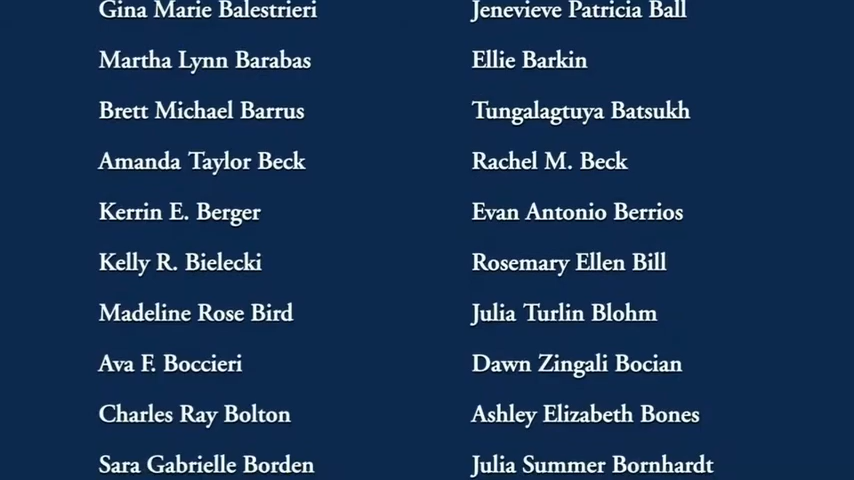 Gina Marie Balestrieri Jenevieve Patricia Ball
Martha Lynn Barabas Ellie Barkin
Brett Michael Barrus Tungalagtuya Batsukh
Amanda Taylor Beck Rachel M. Beck
Kerrin E. Berger Evan Antonio Berrios
Kelly R. Bielecki Rosemary Ellen Bill
Madeline Rose Bird Julia Turlin Blohm
Ava F. Boccieri Dawn Zingali Bocian
Charles Ray Bolton Ashley Elizabeth Bones
Sara Gabrielle Borden Julia Summer Bornhardt